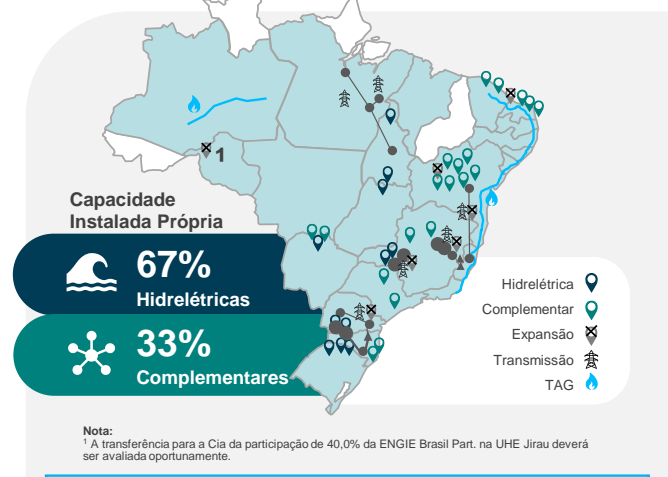 1
Capacidade
Instalada Própria
67%
Hidrelétricas
33%
Complementares
Hidrelétrica
Complementar
Expansão
Transmissão
TAG
Nota:
1 A transferência para a Cia da participação de 40,0% da ENGIE Brasil Part. na UHE Jirau deverá
ser avaliada oportunamente.